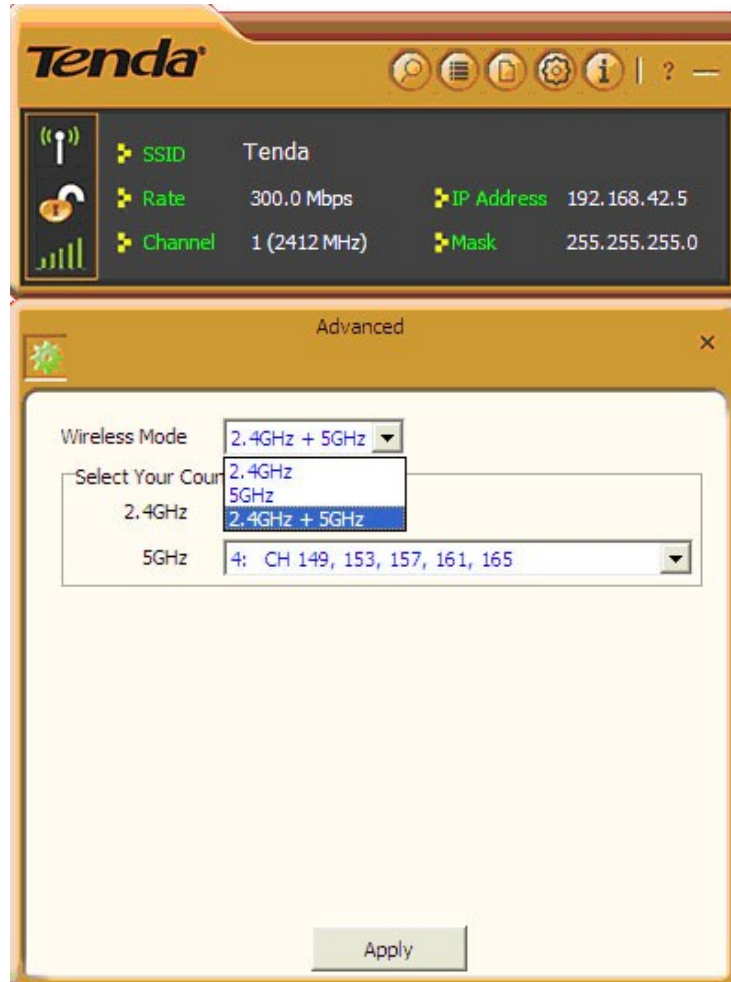 Tenda
| ? —
SSID Tenda
Rate 300.0 Mbps IP Address 192.168.42.5
Channel 1 (2412 MHz) Mask 255.255.255.0
Advanced
Wireless Mode 2.4GHz + 5GHz
Select Your Coun
2.4GHz
5GHz
2.4GHz + 5GHz
2.4GHz
5GHz 4: CH 149, 153, 157, 161, 165
Apply